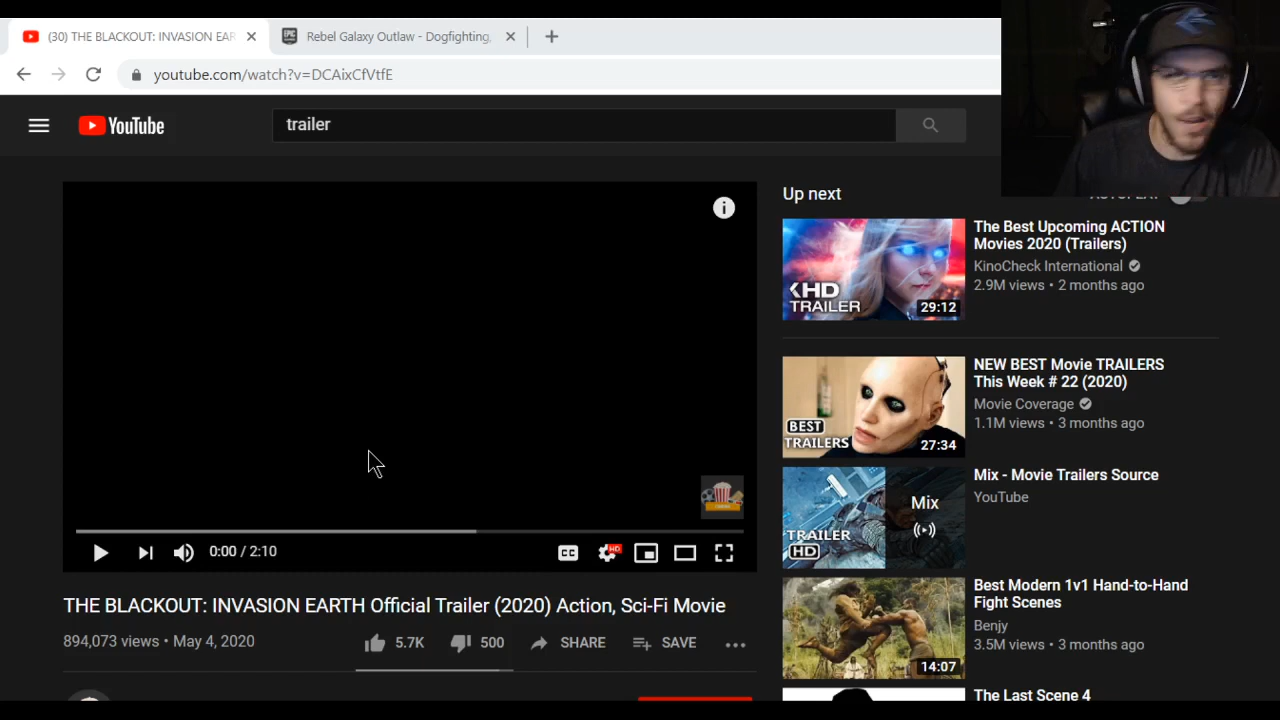 (30) THE BLACKOUT: INVASION EAR
EPIC
Rebel Galaxy Outlaw - Dogfighting,
youtube.com/watch?v=DCAixCfVtfE
YouTube
trailer
Up next
AUTOPLAY
The Best Upcoming ACTION
Movies 2020 (Trailers)
KinoCheck International
2.9M views • 2 months ago
KHD
TRAILER
29:12
NEW BEST Movie TRAILERS
This Week # 22 (2020)
Movie Coverage
1.1M views • 3 months ago
BEST
TRAILERS
27:34
Mix - Movie Trailers Source
YouTube
Mix
TRAILER
HD
0:00 / 2:10
CC
HD
Best Modern 1v1 Hand-to-Hand
Fight Scenes
Benjy
3.5M views • 3 months ago
14:07
THE BLACKOUT: INVASION EARTH Official Trailer (2020) Action, Sci-Fi Movie
894,073 views • May 4, 2020
5.7K
500
SHARE
SAVE
The Last Scene 4